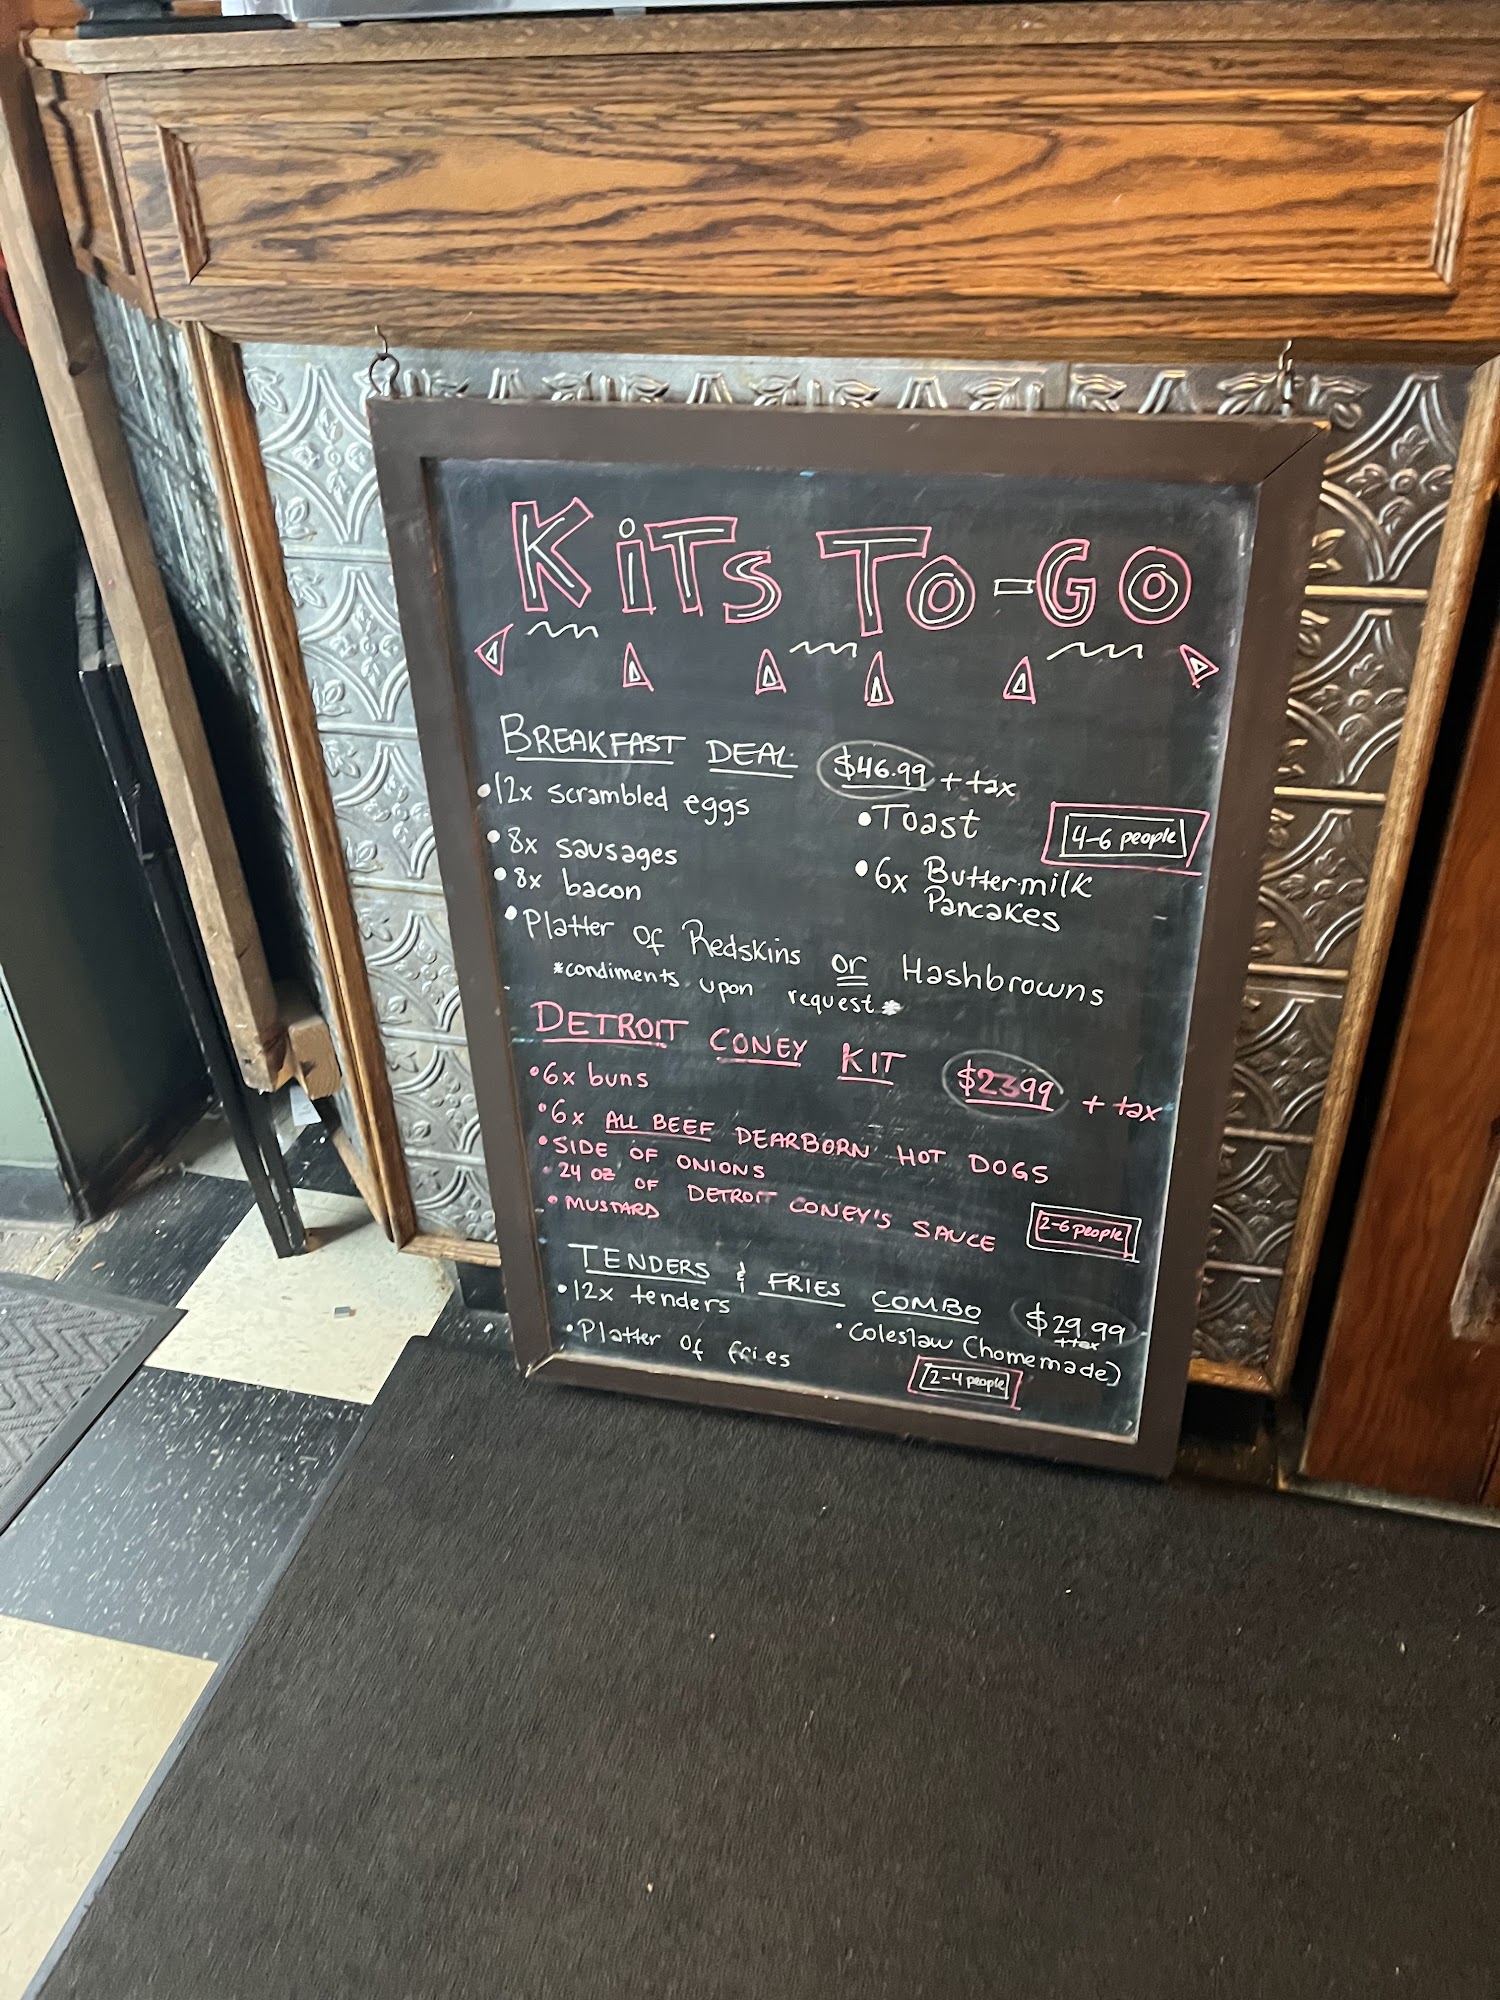 KiTs To-GO
BREAKFAST DEAL $46.99 + tax
• 12x scrambled eggs
• Toast
4-6 people
• 8x sausages
• 6x Buttermilk
Pancakes
• 8x bacon
• Platter of Redskins or Hashbrowns
*condiments upon request*
DETROIT CONEY KIT $23.99 + tax
• 6x buns
• 6x ALL BEEF DEARBORN HOT DOGS
• SIDE OF ONIONS
• 24 oz OF DETROIT CONEY'S SAUCE
• MUSTARD
2-6 people
TENDERS & FRIES COMBO $29.99
+tax
• 12x tenders
• Coleslaw (homemade)
• Platter of fries
2-4 people